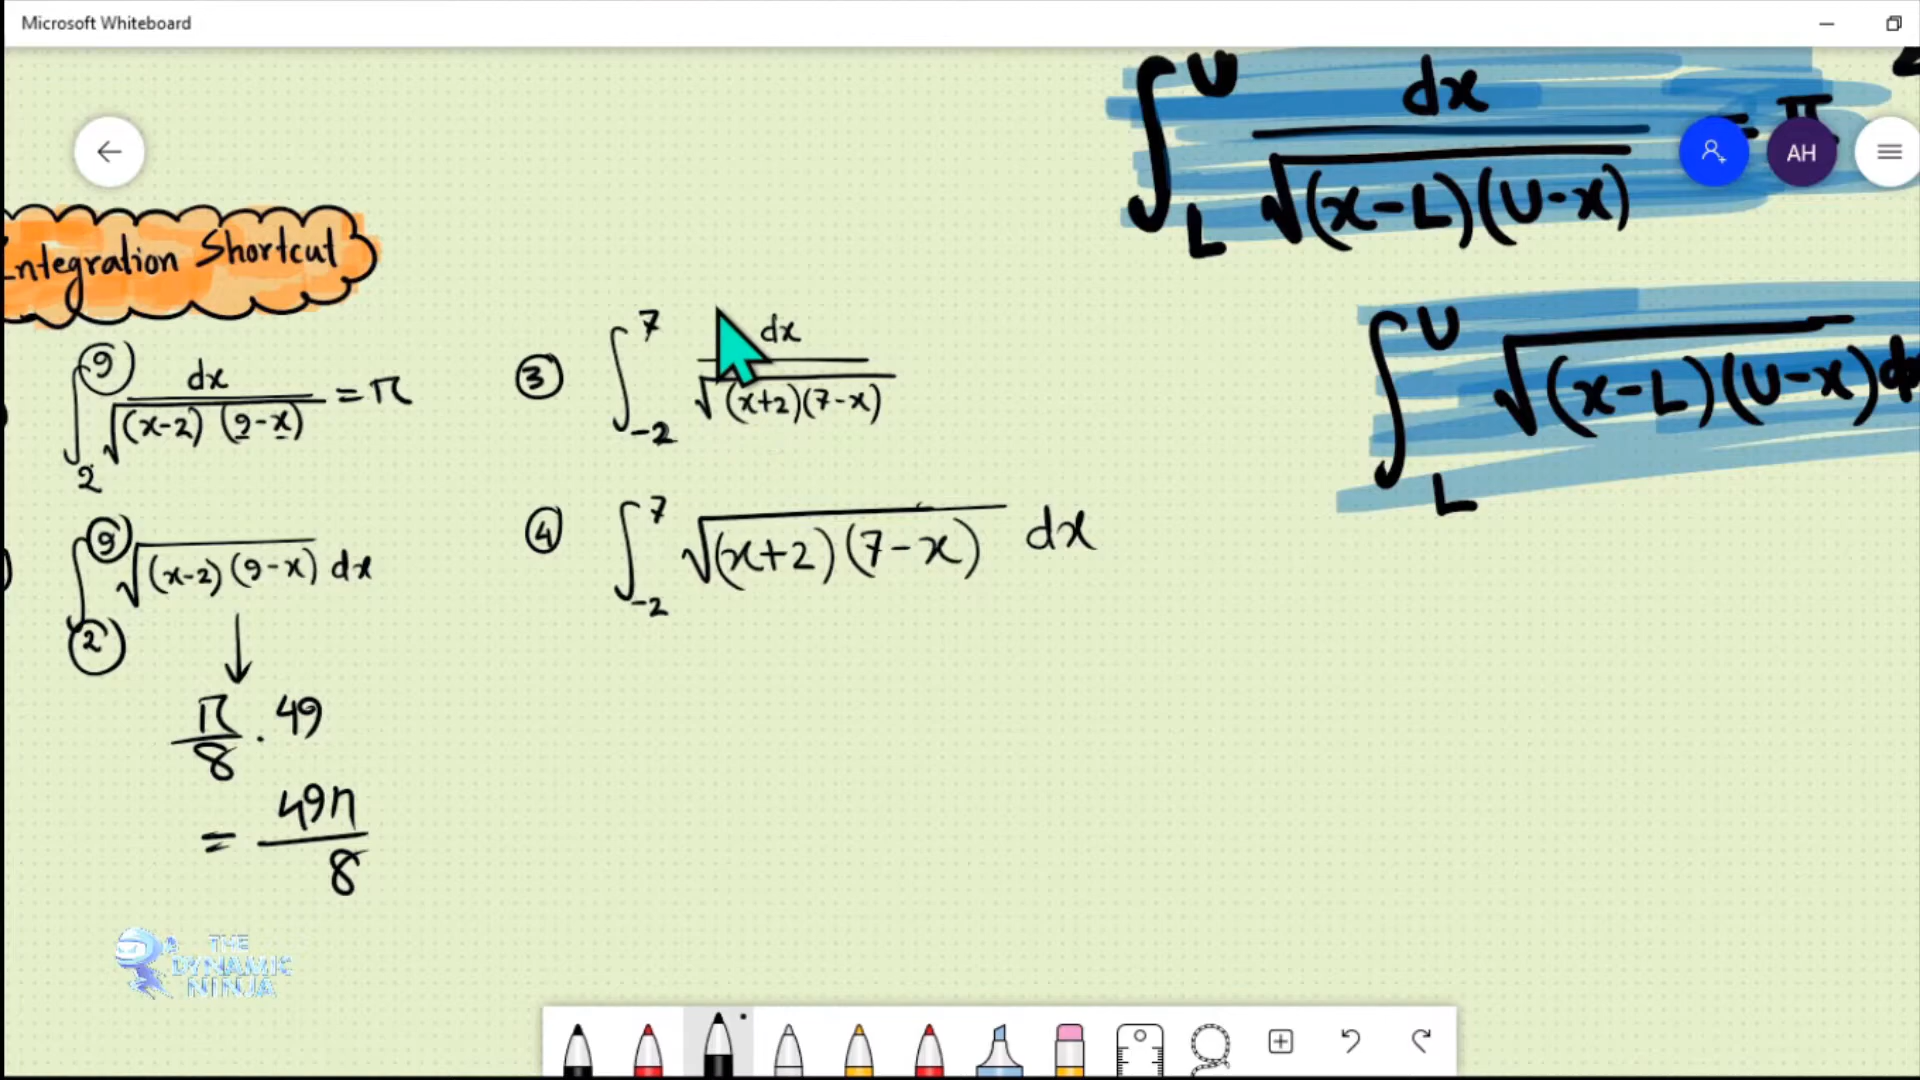 Microsoft Whiteboard
∫_L^U dx / √((x-L)(U-x)) = π
AH
Integration Shortcut
∫_2^9 dx / √((x-2)(9-x)) = π
∫_2^9 √((x-2)(9-x)) dx
π/8 . 49
= 49π/8
③ ∫_-2^7 dx / √((x+2)(7-x))
④ ∫_-2^7 √((x+2)(7-x)) dx
∫_L^U √((x-L)(U-x)) dx
THE
DYNAMIC
NINJA